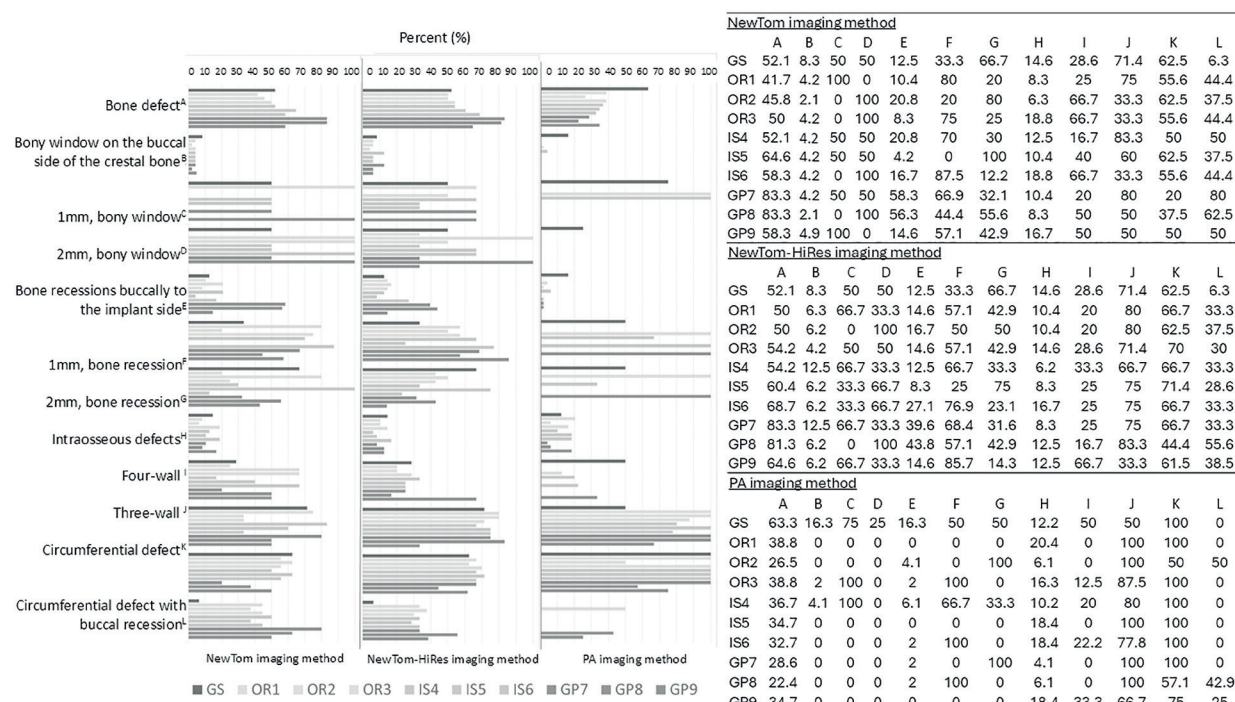 Percent (%)
0 10 20 30 40 50 60 70 80 90 100 0 10 20 30 40 50 60 70 80 90 100 0 10 20 30 40 50 60 70 80 90 100
Bone defect^A
Bony window on the buccal
side of the crestal bone^B
1mm, bony window^C
2mm, bony window^D
Bone recessions buccally to
the implant side^E
1mm, bone recession^F
2mm, bone recession^G
Intraosseous defects^H
Four-wall ^I
Three-wall ^J
Circumferential defect^K
Circumferential defect with
buccal recession^L
NewTom imaging method NewTom-HiRes imaging method PA imaging method
GS OR1 OR2 OR3 IS4 IS5 IS6 GP7 GP8 GP9
NewTom imaging method
A B C D E F G H I J K L
GS 52.1 8.3 50 50 12.5 33.3 66.7 14.6 28.6 71.4 62.5 6.3
OR1 41.7 4.2 100 0 10.4 80 20 8.3 25 75 55.6 44.4
OR2 45.8 2.1 0 100 20.8 20 80 6.3 66.7 33.3 62.5 37.5
OR3 50 4.2 0 100 8.3 75 25 18.8 66.7 33.3 55.6 44.4
IS4 52.1 4.2 50 50 20.8 70 30 12.5 16.7 83.3 50 50
IS5 64.6 4.2 50 50 4.2 0 100 10.4 40 60 62.5 37.5
IS6 58.3 4.2 0 100 16.7 87.5 12.2 18.8 66.7 33.3 55.6 44.4
GP7 83.3 4.2 50 50 58.3 66.9 32.1 10.4 20 80 20 80
GP8 83.3 2.1 0 100 56.3 44.4 55.6 8.3 50 50 37.5 62.5
GP9 58.3 4.9 100 0 14.6 57.1 42.9 16.7 50 50 50 50
NewTom-HiRes imaging method
A B C D E F G H I J K L
GS 52.1 8.3 50 50 12.5 33.3 66.7 14.6 28.6 71.4 62.5 6.3
OR1 50 6.3 66.7 33.3 14.6 57.1 42.9 10.4 20 80 66.7 33.3
OR2 50 6.2 0 100 16.7 50 50 10.4 20 80 62.5 37.5
OR3 54.2 4.2 50 50 14.6 57.1 42.9 14.6 28.6 71.4 70 30
IS4 54.2 12.5 66.7 33.3 12.5 66.7 33.3 6.2 33.3 66.7 66.7 33.3
IS5 60.4 6.2 33.3 66.7 8.3 25 75 8.3 25 75 71.4 28.6
IS6 68.7 6.2 33.3 66.7 27.1 76.9 23.1 16.7 25 75 66.7 33.3
GP7 83.3 12.5 66.7 33.3 39.6 68.4 31.6 8.3 25 75 66.7 33.3
GP8 81.3 6.2 0 100 43.8 57.1 42.9 12.5 16.7 83.3 44.4 55.6
GP9 64.6 6.2 66.7 33.3 14.6 85.7 14.3 12.5 66.7 33.3 61.5 38.5
PA imaging method
A B C D E F G H I J K L
GS 63.3 16.3 75 25 16.3 50 50 12.2 50 50 100 0
OR1 38.8 0 0 0 0 0 0 20.4 0 100 100 0
OR2 26.5 0 0 0 4.1 0 100 6.1 0 100 50 50
OR3 38.8 2 100 0 2 100 0 16.3 12.5 87.5 100 0
IS4 36.7 4.1 100 0 6.1 66.7 33.3 10.2 20 80 100 0
IS5 34.7 0 0 0 0 0 0 18.4 0 100 100 0
IS6 32.7 0 0 0 2 100 0 18.4 22.2 77.8 100 0
GP7 28.6 0 0 0 2 0 100 4.1 0 100 100 0
GP8 22.4 0 0 0 2 100 0 6.1 0 100 57.1 42.9
GP9 34.7 0 0 0 0 0 0 18.4 33.3 66.7 75 25